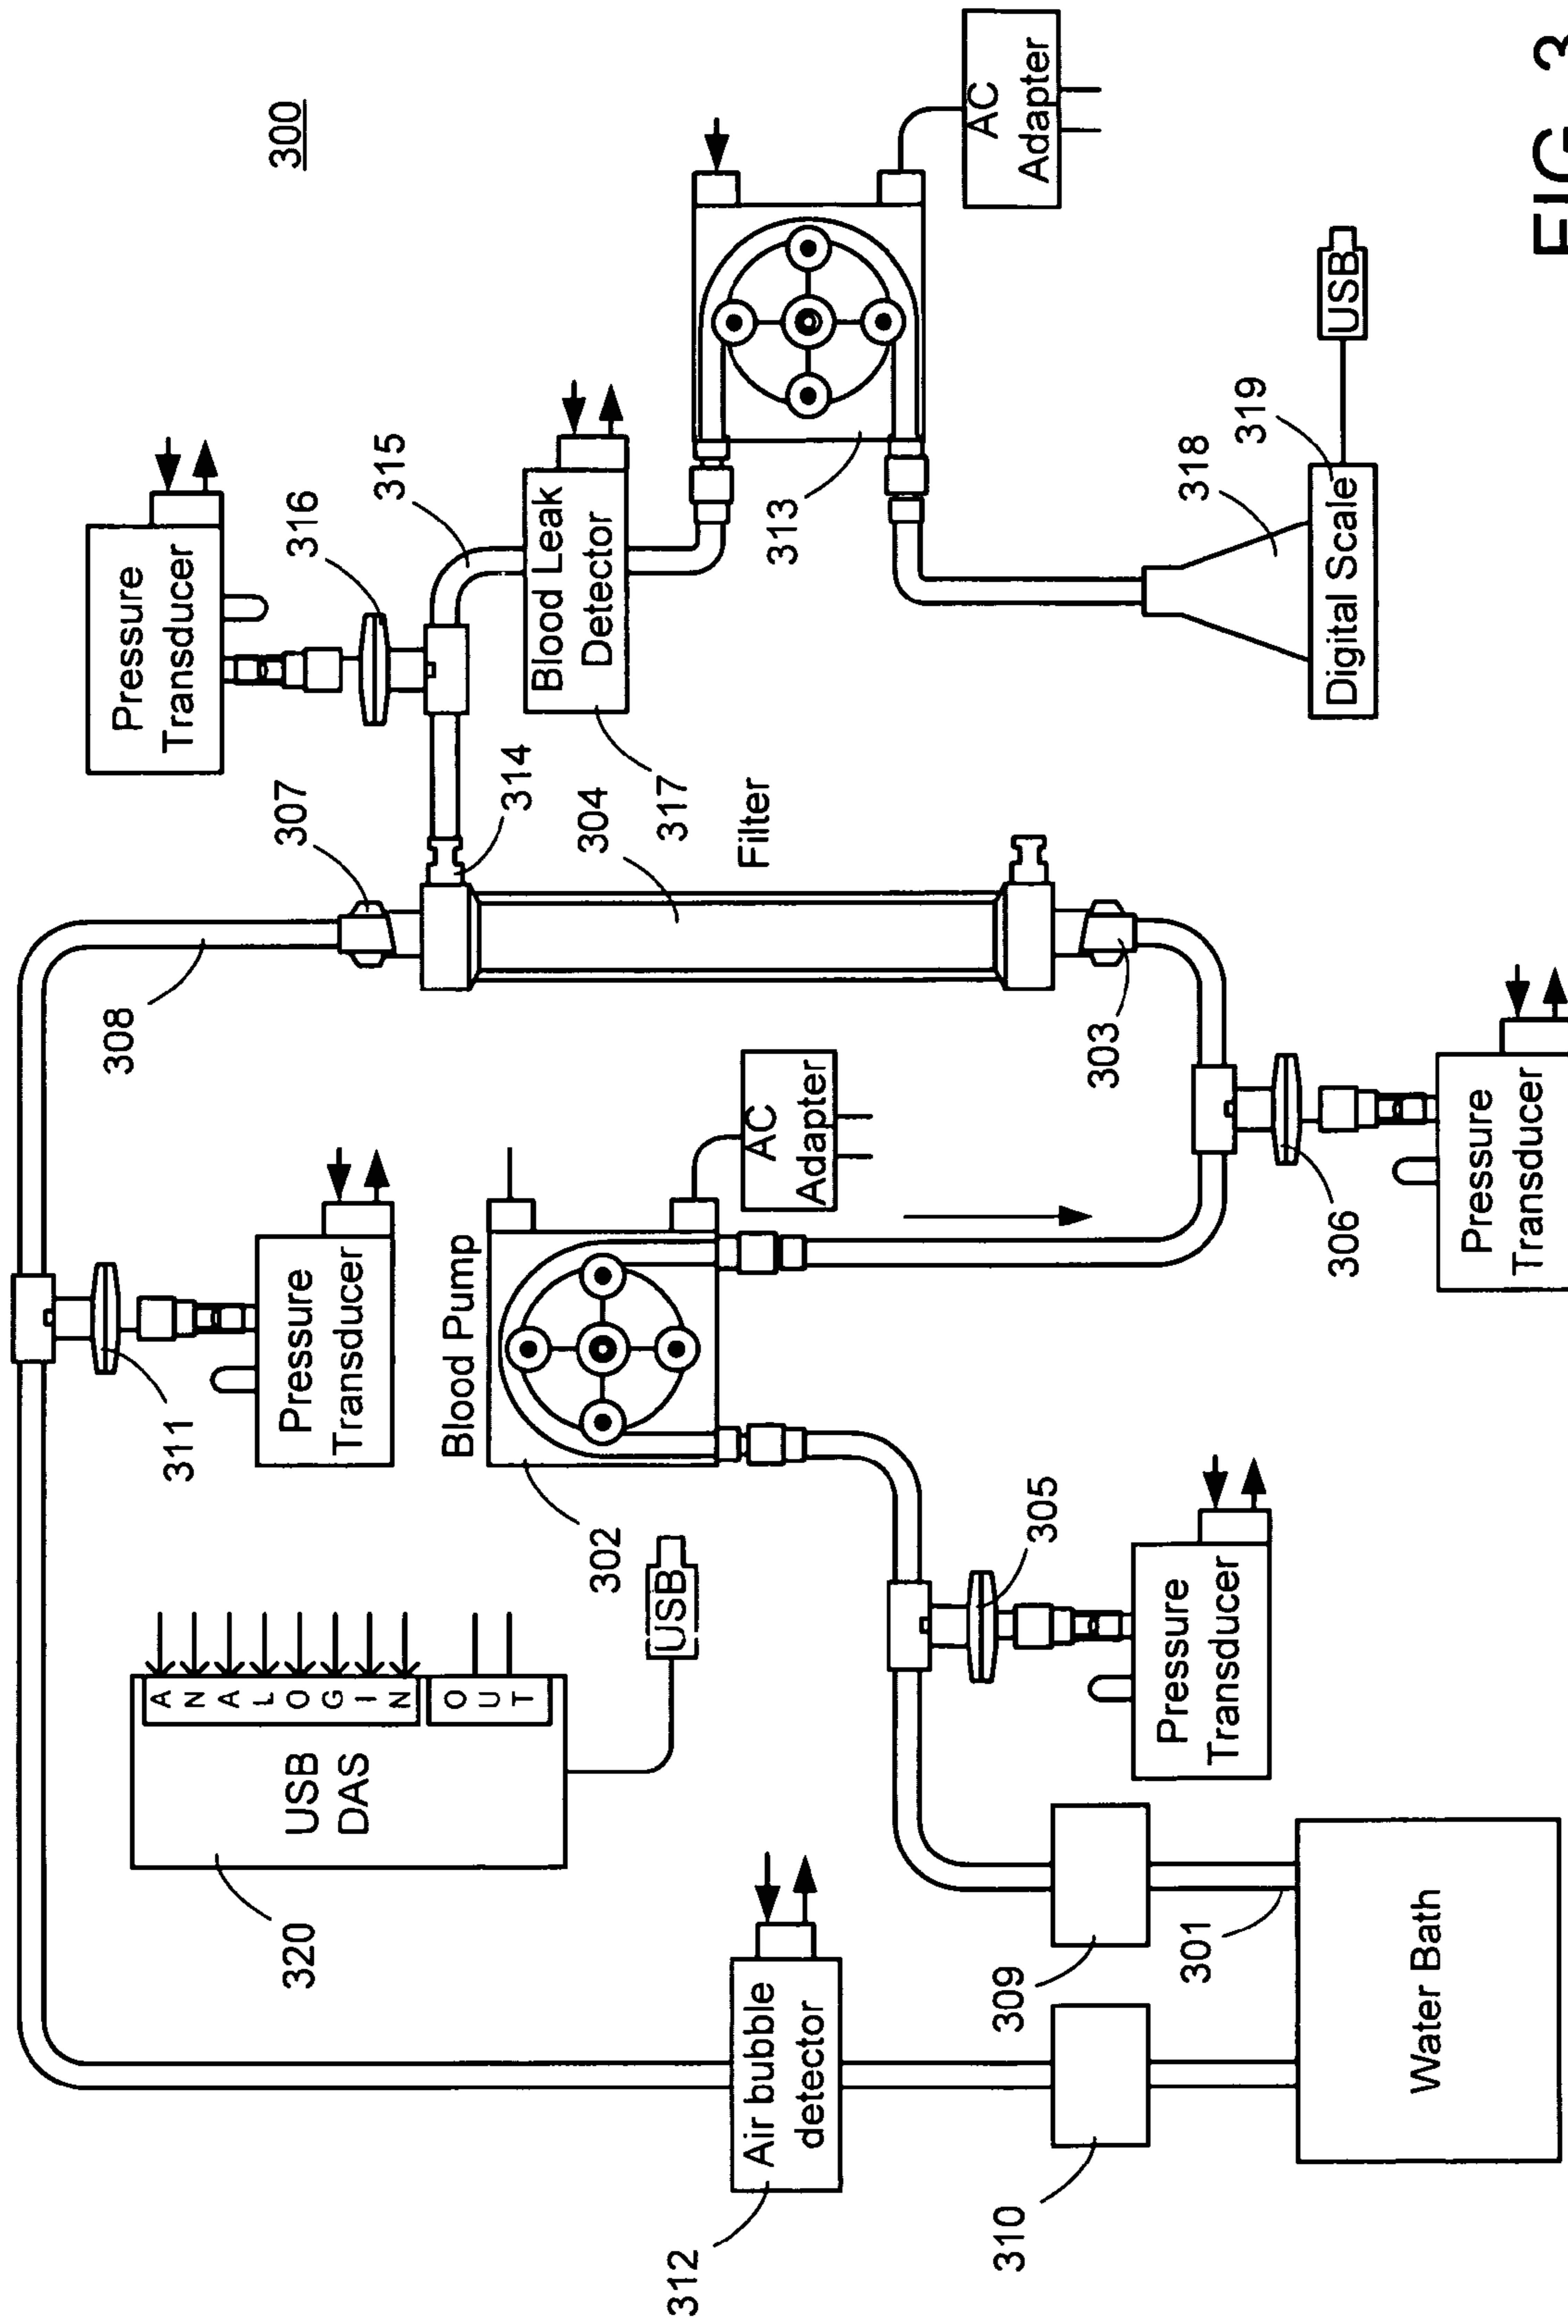 308
311
Pressure
Transducer
Pressure
Transducer
316
307
315
300
320
USB
DAS
A
N
A
L
O
G
I
N
O
U
T
USB
Blood Pump
302
AC
Adapter
314
304
Filter
317
Blood Leak
Detector
313
AC
Adapter
312
Air bubble
detector
310
309
301
305
Pressure
Transducer
303
306
Pressure
Transducer
318
319
Digital Scale
USB
Water Bath
FIG. 3